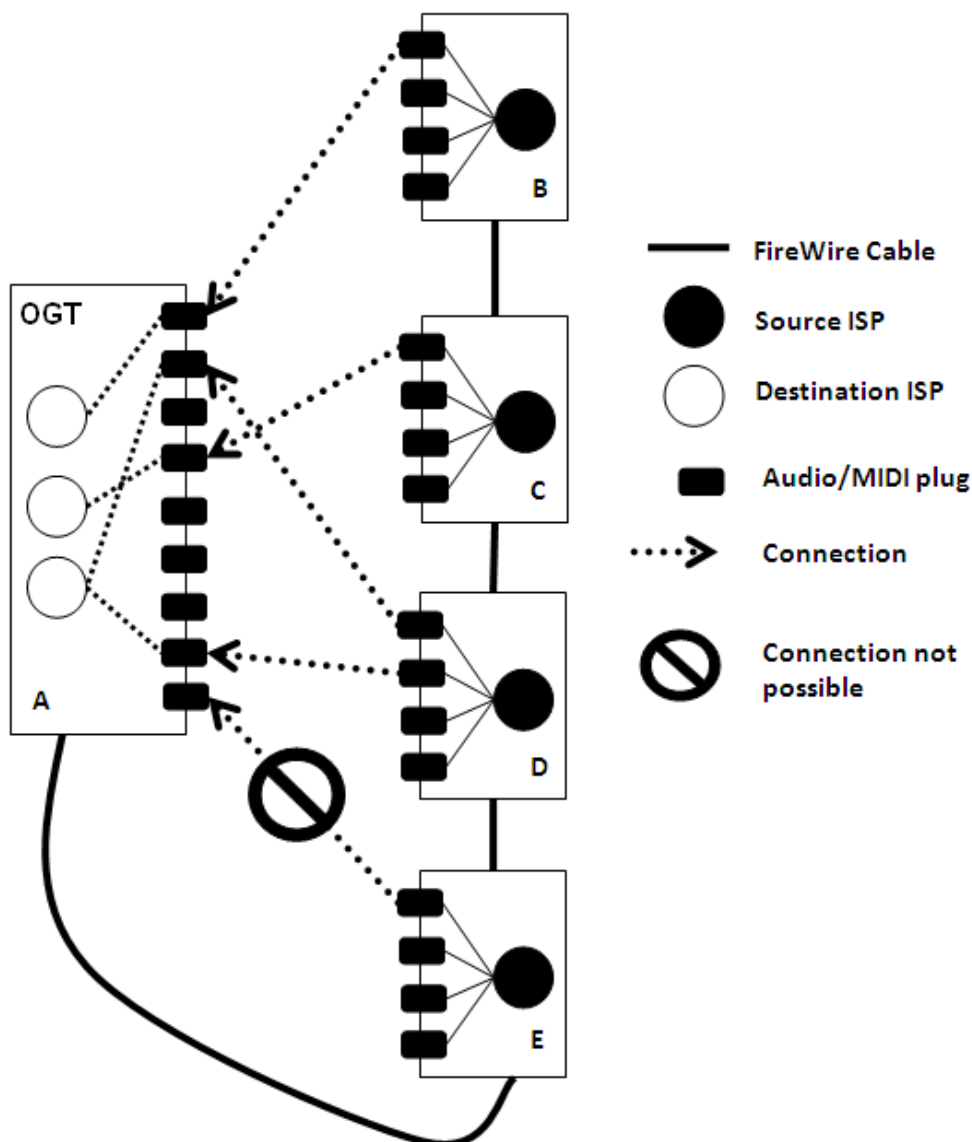 B
OGT
FireWire Cable
Source ISP
Destination ISP
C
Audio/MIDI plug
Connection
Connection not
possible
A
D
E